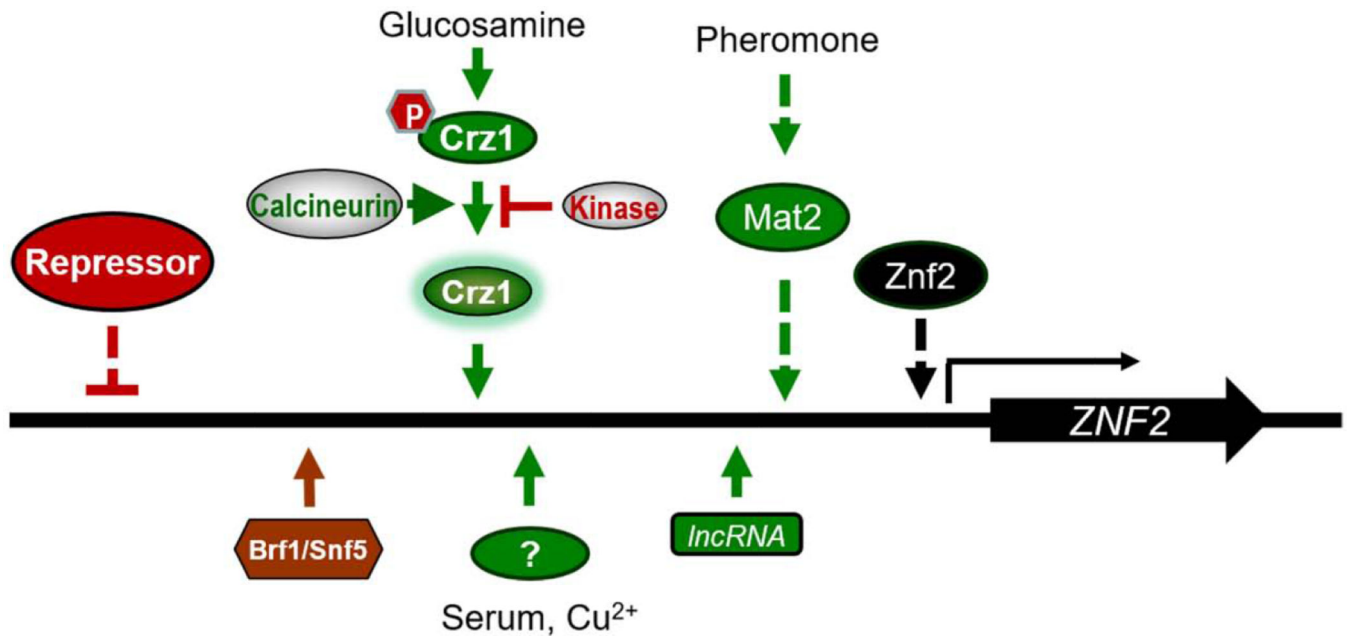 Glucosamine
Pheromone
P
Crz1
Calcineurin
Kinase
Mat2
Repressor
Znf2
Crz1
ZNF2
Brf1/Snf5
?
lncRNA
Serum, Cu²⁺